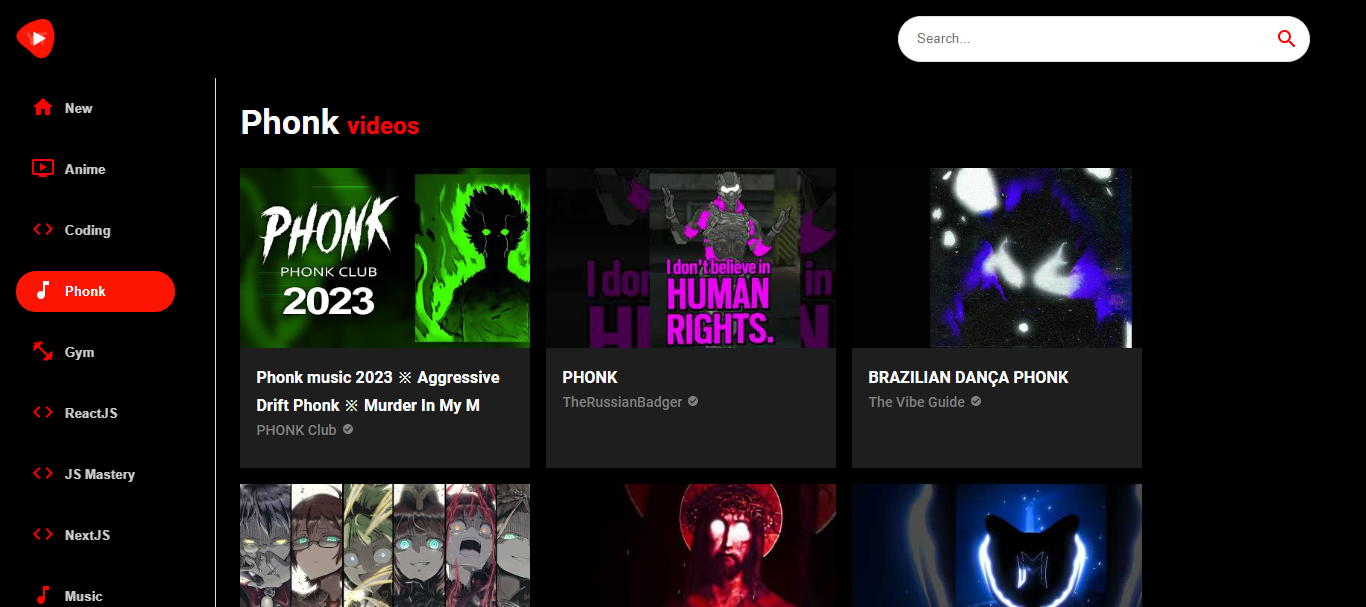 Search...
New
Anime
Coding
Phonk
Gym
ReactJS
JS Mastery
NextJS
Music
Phonk videos
PHONK
PHONK CLUB
2023
I don't believe in
HUMAN
RIGHTS.
I don
in
Phonk music 2023 ※ Aggressive
Drift Phonk ※ Murder In My M
PHONK Club
PHONK
TheRussianBadger
BRAZILIAN DANÇA PHONK
The Vibe Guide